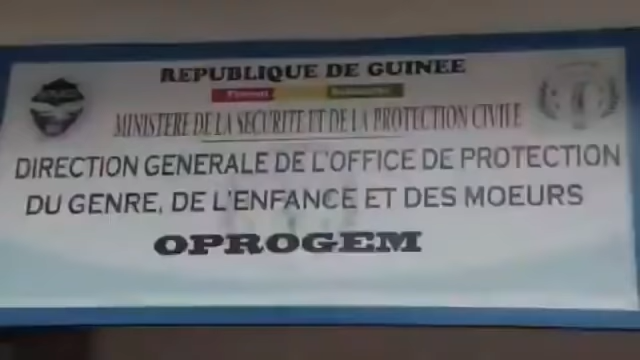 REPUBLIQUE DE GUINEE
MINISTERE DE LA SECURITE ET DE LA PROTECTION CIVILE
DIRECTION GENERALE DE L'OFFICE DE PROTECTION
DU GENRE, DE L'ENFANCE ET DES MOEURS
OPROGEM